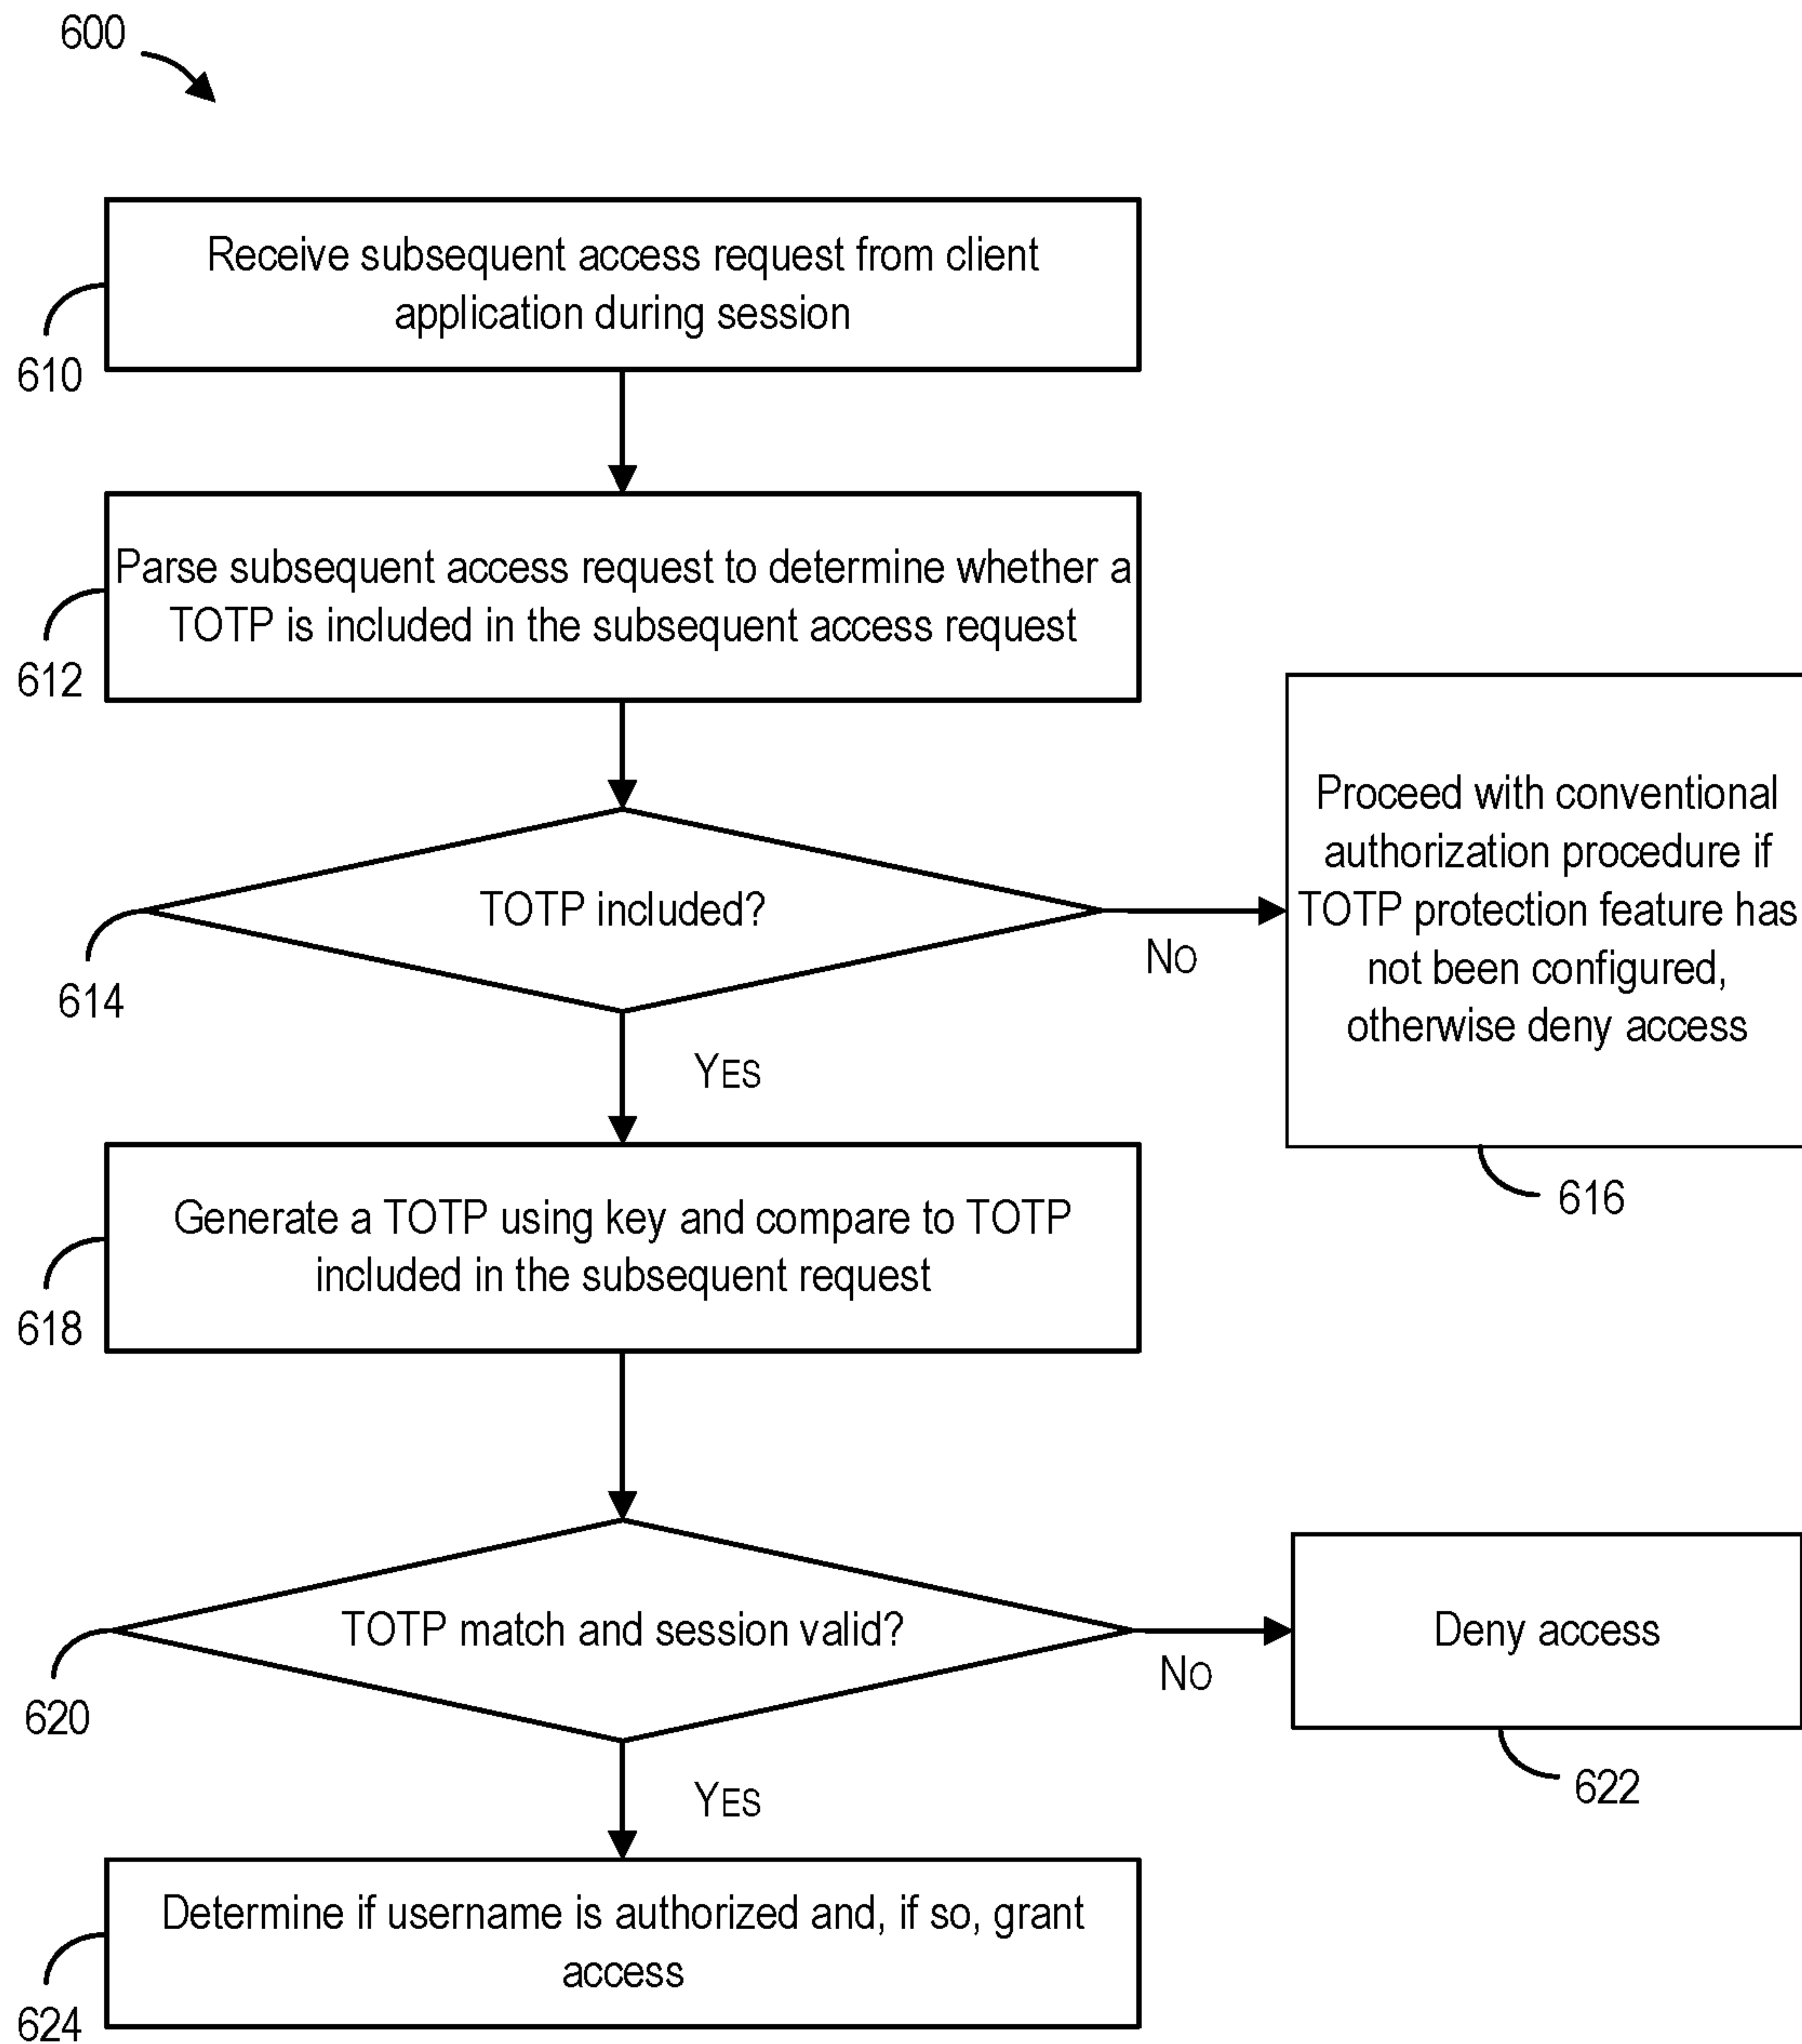 600
Receive subsequent access request from client
application during session
610
Parse subsequent access request to determine whether a
TOTP is included in the subsequent access request
612
TOTP included?
614
NO
Proceed with conventional
authorization procedure if
TOTP protection feature has
not been configured,
otherwise deny access
616
YES
Generate a TOTP using key and compare to TOTP
included in the subsequent request
618
TOTP match and session valid?
620
NO
Deny access
622
YES
Determine if username is authorized and, if so, grant
access
624